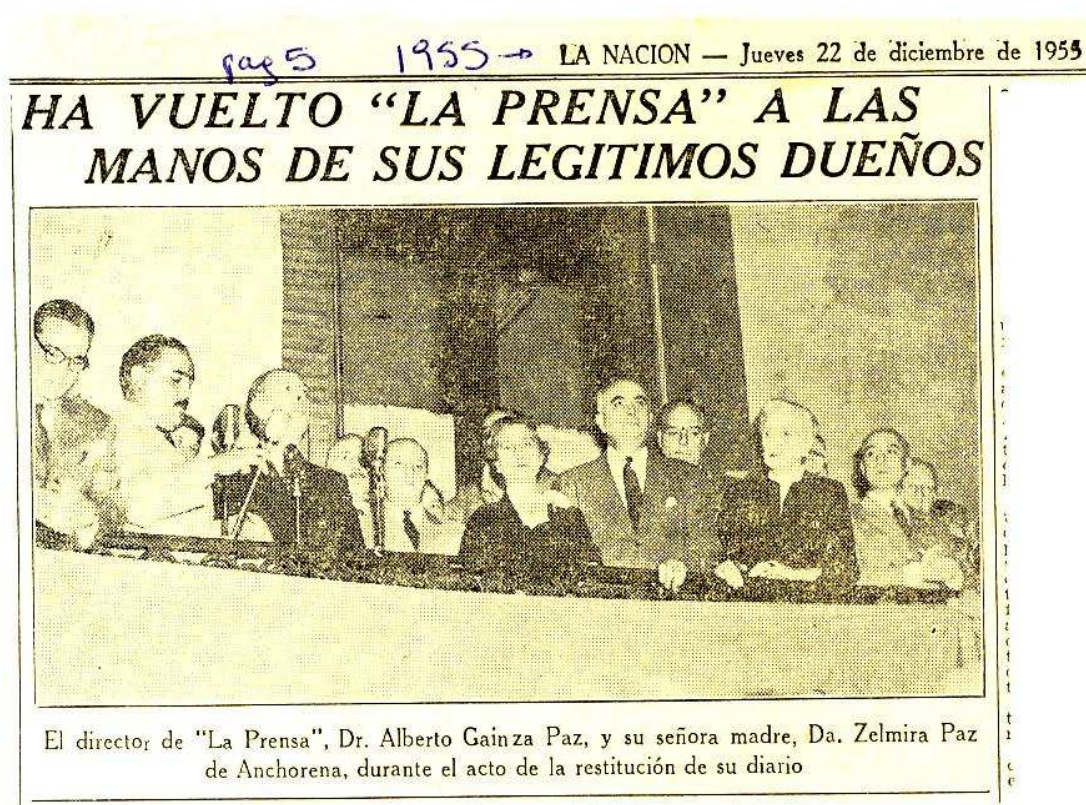 pag 5 1955→ LA NACION — Jueves 22 de diciembre de 1955
HA VUELTO “LA PRENSA” A LAS
MANOS DE SUS LEGITIMOS DUEÑOS
El director de “La Prensa”, Dr. Alberto Gainza Paz, y su señora madre, Da. Zelmira Paz
de Anchorena, durante el acto de la restitución de su diario